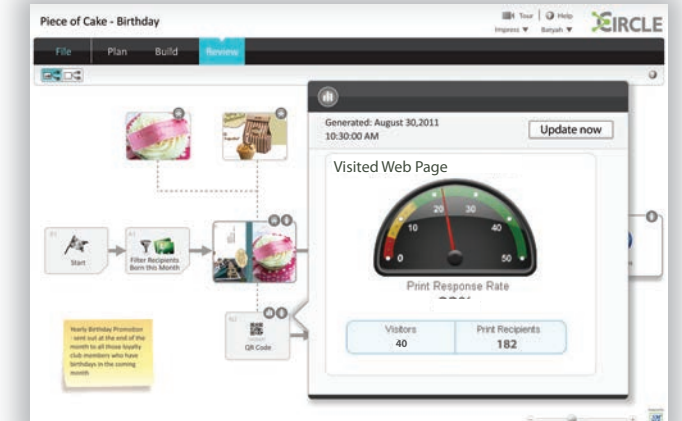 Piece of Cake - Birthday
Tour
Help
Impress
Batyah
CIRCLE
File
Plan
Build
Review
Generated: August 30,2011
10:30:00 AM
Update now
Visited Web Page
0
10
20
30
40
50
Print Response Rate
Visitors
40
Print Recipients
182
Start
Filter Recipients
Born this Month
QR Code
Yearly Birthday Promotion
- sent out at the end of the
month to all those loyalty
club members who have
birthdays in the coming
month